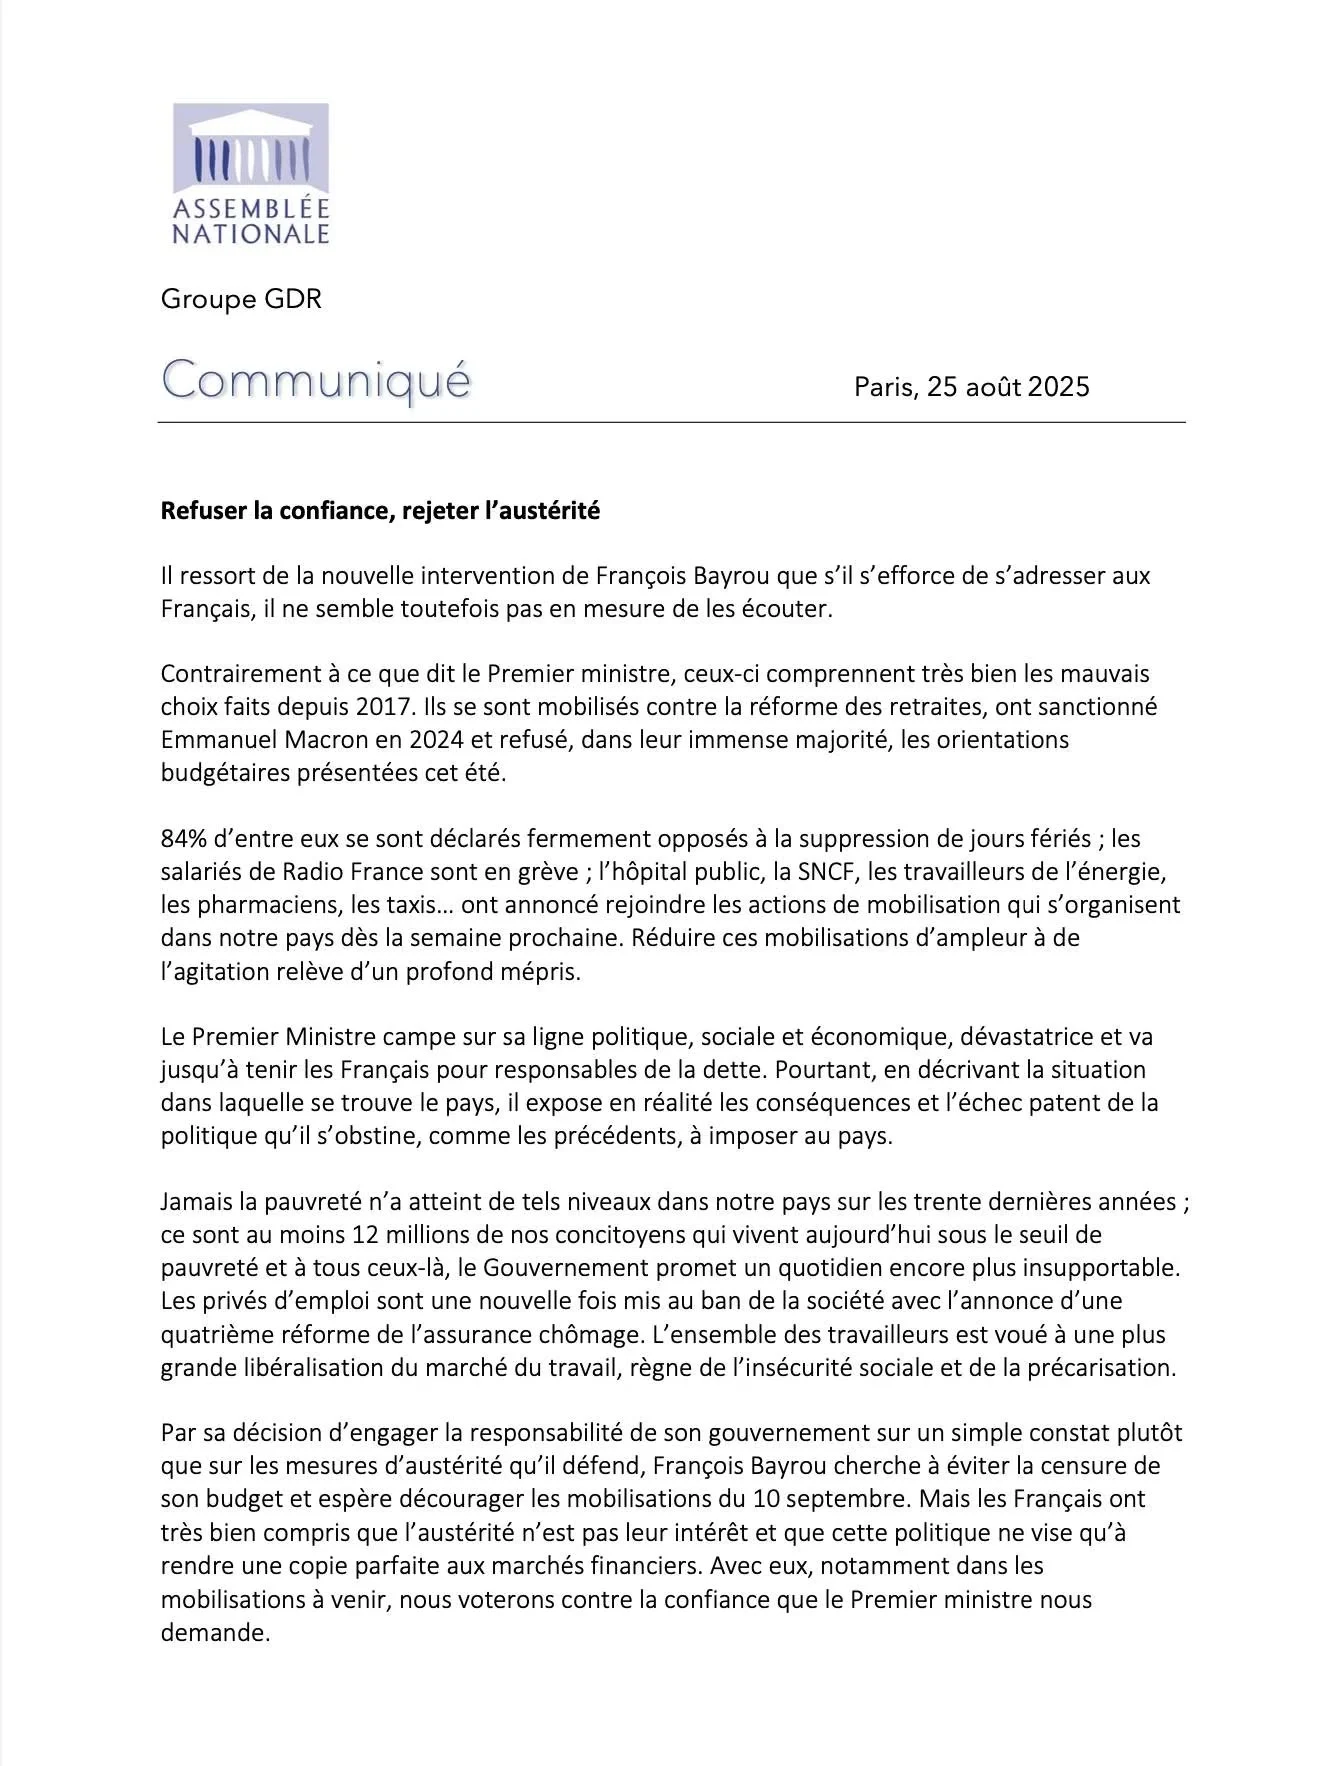 ASSEMBLÉE
NATIONALE
Groupe GDR
Communiqué
Paris, 25 août 2025
Refuser la confiance, rejeter l’austérité
Il ressort de la nouvelle intervention de François Bayrou que s’il s’efforce de s’adresser aux
Français, il ne semble toutefois pas en mesure de les écouter.
Contrairement à ce que dit le Premier ministre, ceux-ci comprennent très bien les mauvais
choix faits depuis 2017. Ils se sont mobilisés contre la réforme des retraites, ont sanctionné
Emmanuel Macron en 2024 et refusé, dans leur immense majorité, les orientations
budgétaires présentées cet été.
84% d’entre eux se sont déclarés fermement opposés à la suppression de jours fériés ; les
salariés de Radio France sont en grève ; l’hôpital public, la SNCF, les travailleurs de l’énergie,
les pharmaciens, les taxis... ont annoncé rejoindre les actions de mobilisation qui s’organisent
dans notre pays dès la semaine prochaine. Réduire ces mobilisations d’ampleur à de
l’agitation relève d’un profond mépris.
Le Premier Ministre campe sur sa ligne politique, sociale et économique, dévastatrice et va
jusqu’à tenir les Français pour responsables de la dette. Pourtant, en décrivant la situation
dans laquelle se trouve le pays, il expose en réalité les conséquences et l’échec patent de la
politique qu’il s’obstine, comme les précédents, à imposer au pays.
Jamais la pauvreté n’a atteint de tels niveaux dans notre pays sur les trente dernières années ;
ce sont au moins 12 millions de nos concitoyens qui vivent aujourd’hui sous le seuil de
pauvreté et à tous ceux-là, le Gouvernement promet un quotidien encore plus insupportable.
Les privés d’emploi sont une nouvelle fois mis au ban de la société avec l’annonce d’une
quatrième réforme de l’assurance chômage. L’ensemble des travailleurs est voué à une plus
grande libéralisation du marché du travail, règne de l’insécurité sociale et de la précarisation.
Par sa décision d’engager la responsabilité de son gouvernement sur un simple constat plutôt
que sur les mesures d’austérité qu’il défend, François Bayrou cherche à éviter la censure de
son budget et espère décourager les mobilisations du 10 septembre. Mais les Français ont
très bien compris que l’austérité n’est pas leur intérêt et que cette politique ne vise qu’à
rendre une copie parfaite aux marchés financiers. Avec eux, notamment dans les
mobilisations à venir, nous voterons contre la confiance que le Premier ministre nous
demande.